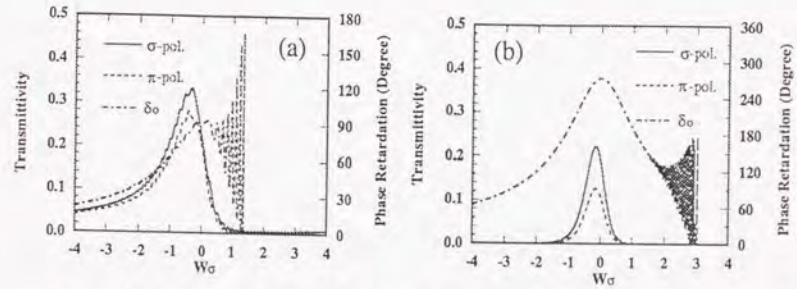 0.5
0.4
0.3
0.2
0.1
0.0
Transmittivity
σ-pol.
π-pol.
δo
(a)
180
150
120
90
60
30
0
Phase Retardation (Degree)
-4 -3 -2 -1 0 1 2 3 4
Wσ
0.5
0.4
0.3
0.2
0.1
0.0
Transmittivity
(b)
σ-pol.
π-pol.
δo
360
300
240
180
120
60
0
Phase Retardation (Degree)
-4 -3 -2 -1 0 1 2 3 4
Wσ